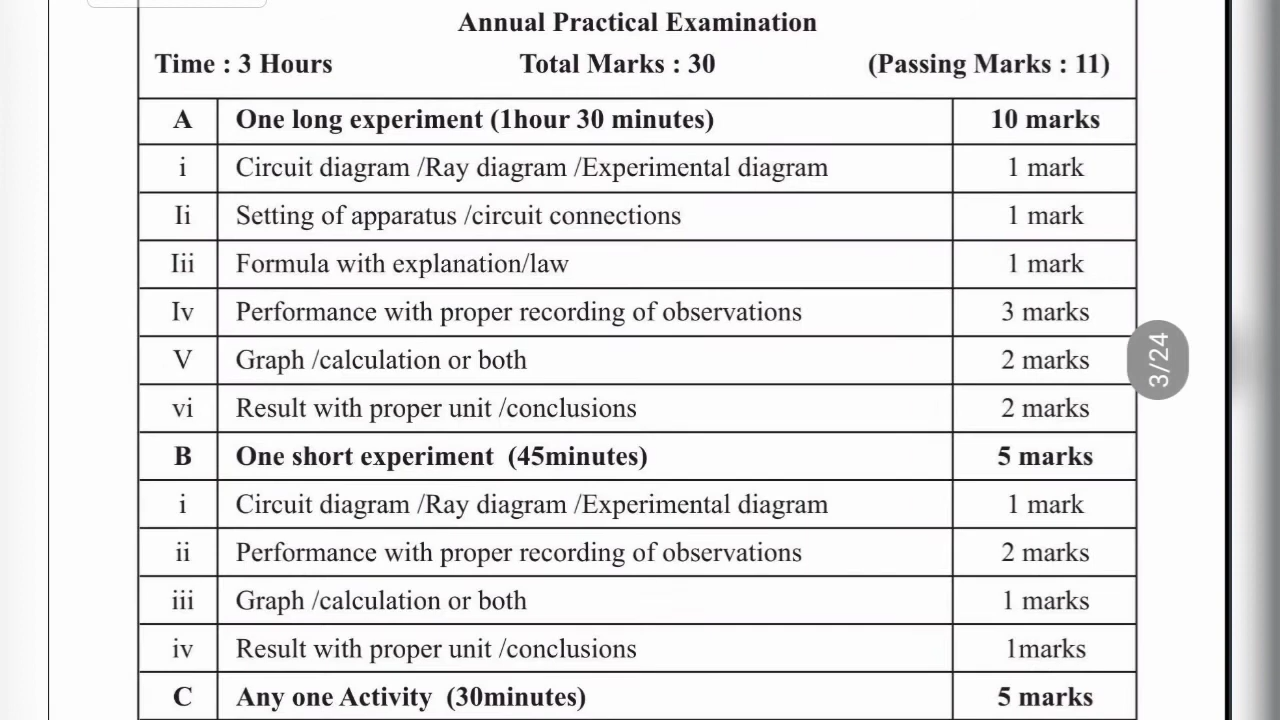 Annual Practical Examination
Time : 3 Hours Total Marks : 30 (Passing Marks : 11)
A One long experiment (1hour 30 minutes) 10 marks
i Circuit diagram /Ray diagram /Experimental diagram 1 mark
Ii Setting of apparatus /circuit connections 1 mark
Iii Formula with explanation/law 1 mark
Iv Performance with proper recording of observations 3 marks
V Graph /calculation or both 2 marks
vi Result with proper unit /conclusions 2 marks
B One short experiment (45minutes) 5 marks
i Circuit diagram /Ray diagram /Experimental diagram 1 mark
ii Performance with proper recording of observations 2 marks
iii Graph /calculation or both 1 marks
iv Result with proper unit /conclusions 1marks
C Any one Activity (30minutes) 5 marks
3/24